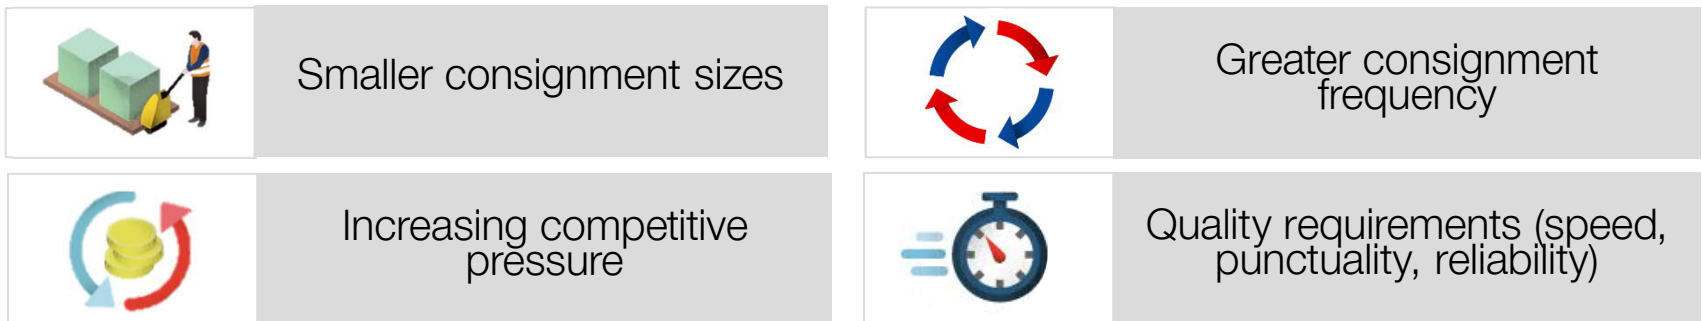 Smaller consignment sizes
Greater consignment
frequency
Increasing competitive
pressure
Quality requirements (speed,
punctuality, reliability)